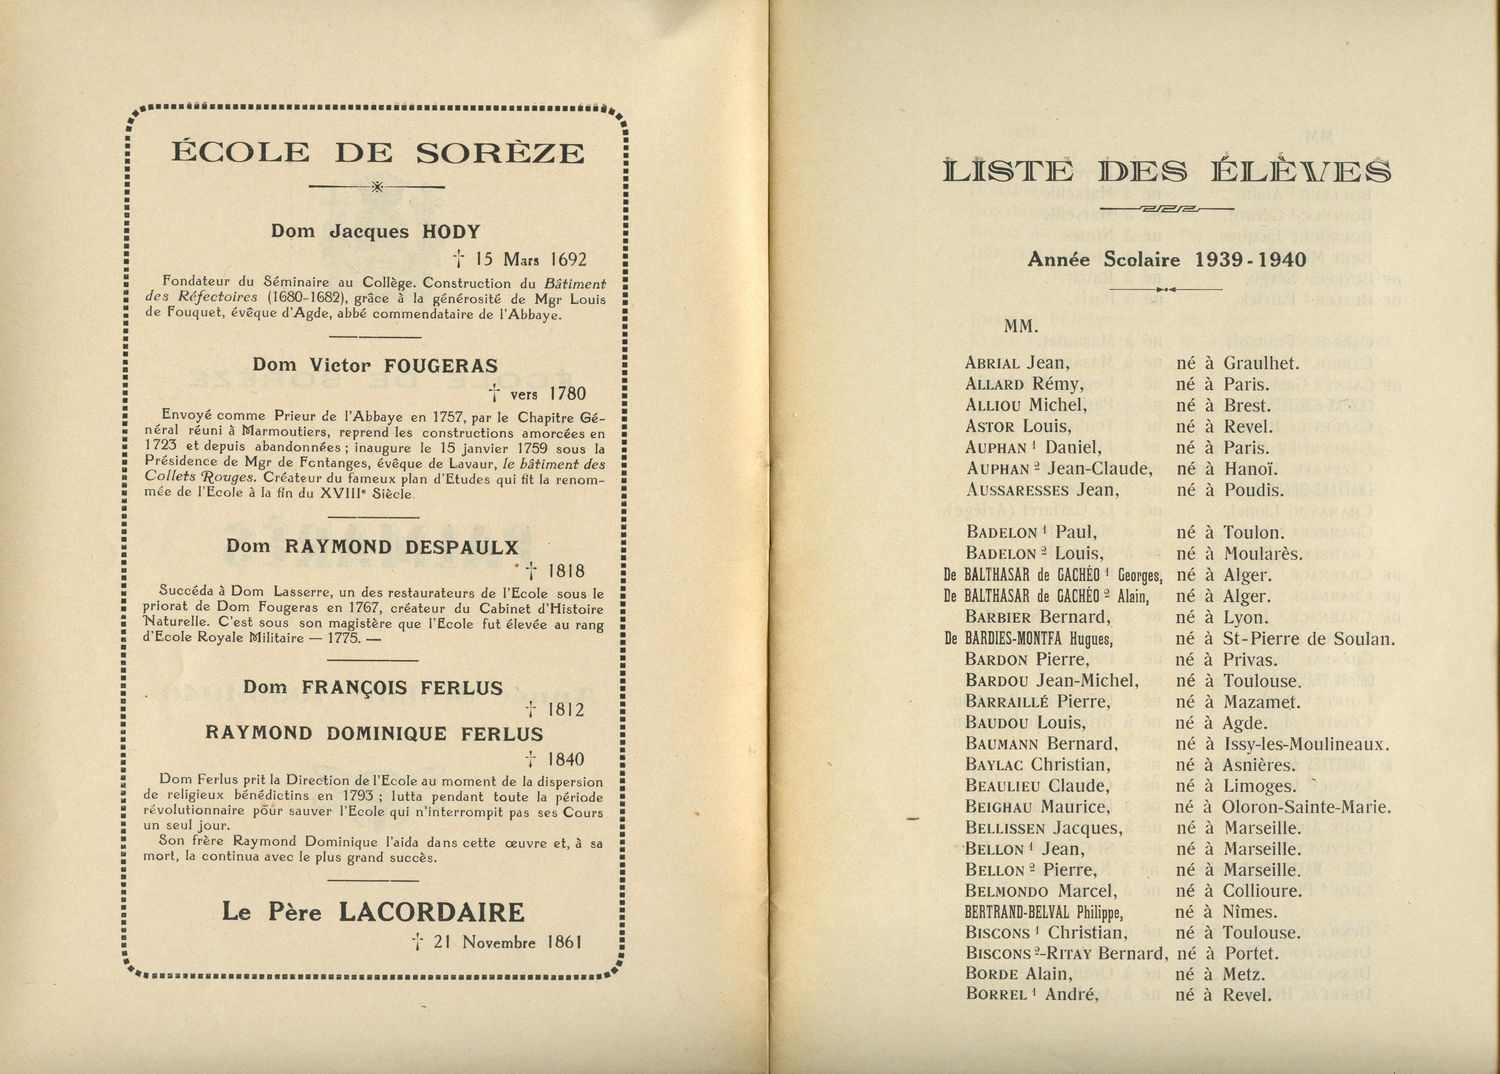 ÉCOLE DE SORÈZE
Dom Jacques HODY
† 15 Mars 1692
Fondateur du Séminaire au Collège. Construction du Bâtiment
des Réfectoires (1680-1682), grâce à la générosité de Mgr Louis
de Fouquet, évêque d'Agde, abbé commendataire de l'Abbaye.
Dom Victor FOUGERAS
† vers 1780
Envoyé comme Prieur de l'Abbaye en 1757, par le Chapitre Gé-
néral réuni à Marmoutiers, reprend les constructions amorcées en
1723 et depuis abandonnées ; inaugure le 15 janvier 1759 sous la
Présidence de Mgr de Fontanges, évêque de Lavaur, le bâtiment des
Collets Rouges. Créateur du fameux plan d'Etudes qui fit la renom-
mée de l'Ecole à la fin du XVIIIe Siècle.
Dom RAYMOND DESPAULX
† 1818
Succéda à Dom Lasserre, un des restaurateurs de l'Ecole sous le
priorat de Dom Fougeras en 1767, créateur du Cabinet d'Histoire
Naturelle. C'est sous son magistère que l'Ecole fut élevée au rang
d'Ecole Royale Militaire — 1775. —
Dom FRANÇOIS FERLUS
† 1812
RAYMOND DOMINIQUE FERLUS
† 1840
Dom Ferlus prit la Direction de l'Ecole au moment de la dispersion
de religieux bénédictins en 1793 ; lutta pendant toute la période
révolutionnaire pour sauver l'Ecole qui n'interrompit pas ses Cours
un seul jour.
Son frère Raymond Dominique l'aida dans cette œuvre et, à sa
mort, la continua avec le plus grand succès.
Le Père LACORDAIRE
† 21 Novembre 1861
LISTE DES ÉLÈVES
Année Scolaire 1939-1940
MM.
ABRIAL Jean, né à Graulhet.
ALLARD Rémy, né à Paris.
ALLIOU Michel, né à Brest.
ASTOR Louis, né à Revel.
AUPHAN 1 Daniel, né à Paris.
AUPHAN 2 Jean-Claude, né à Hanoï.
AUSSARESSES Jean, né à Poudis.
BADELON 1 Paul, né à Toulon.
BADELON 2 Louis, né à Moularès.
De BALTHASAR de GACHÉO 1 Georges, né à Alger.
De BALTHASAR de GACHÉO 2 Alain, né à Alger.
BARBIER Bernard, né à Lyon.
De BARDIES-MONTFA Hugues, né à St-Pierre de Soulan.
BARDON Pierre, né à Privas.
BARDOU Jean-Michel, né à Toulouse.
BARRAILLÉ Pierre, né à Mazamet.
BAUDOU Louis, né à Agde.
BAUMANN Bernard, né à Issy-les-Moulineaux.
BAYLAC Christian, né à Asnières.
BEAULIEU Claude, né à Limoges.
BEIGHAU Maurice, né à Oloron-Sainte-Marie.
BELLISSEN Jacques, né à Marseille.
BELLON 1 Jean, né à Marseille.
BELLON 2 Pierre, né à Marseille.
BELMONDO Marcel, né à Collioure.
BERTRAND-BELVAL Philippe, né à Nîmes.
BISCONS 1 Christian, né à Toulouse.
BISCONS 2-RITAY Bernard, né à Portet.
BORDE Alain, né à Metz.
BORREL 1 André, né à Revel.